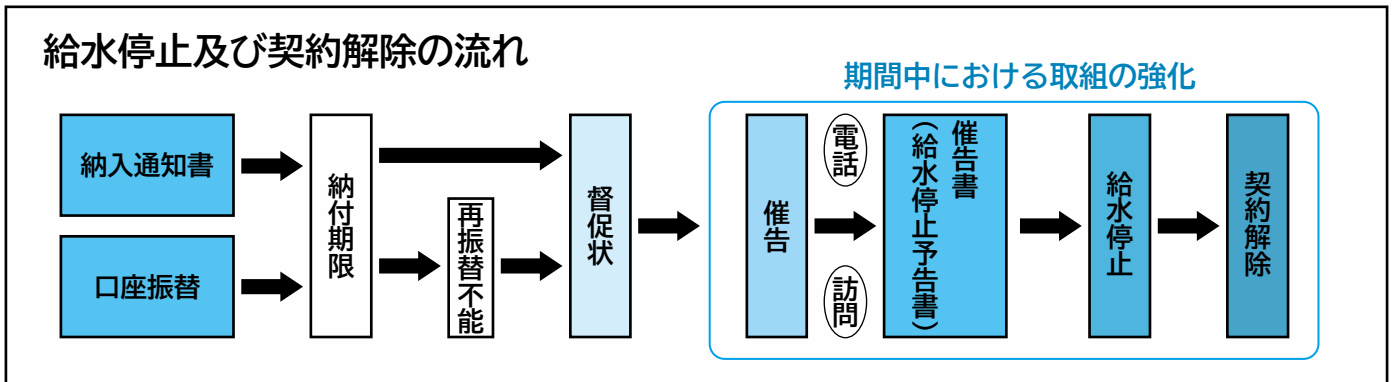 給水停止及び契約解除の流れ
期間中における取組の強化
納入通知書
口座振替
納付期限
再振替不能
督促状
催告
電話
訪問
催告書
(給水停止予告書)
給水停止
契約解除